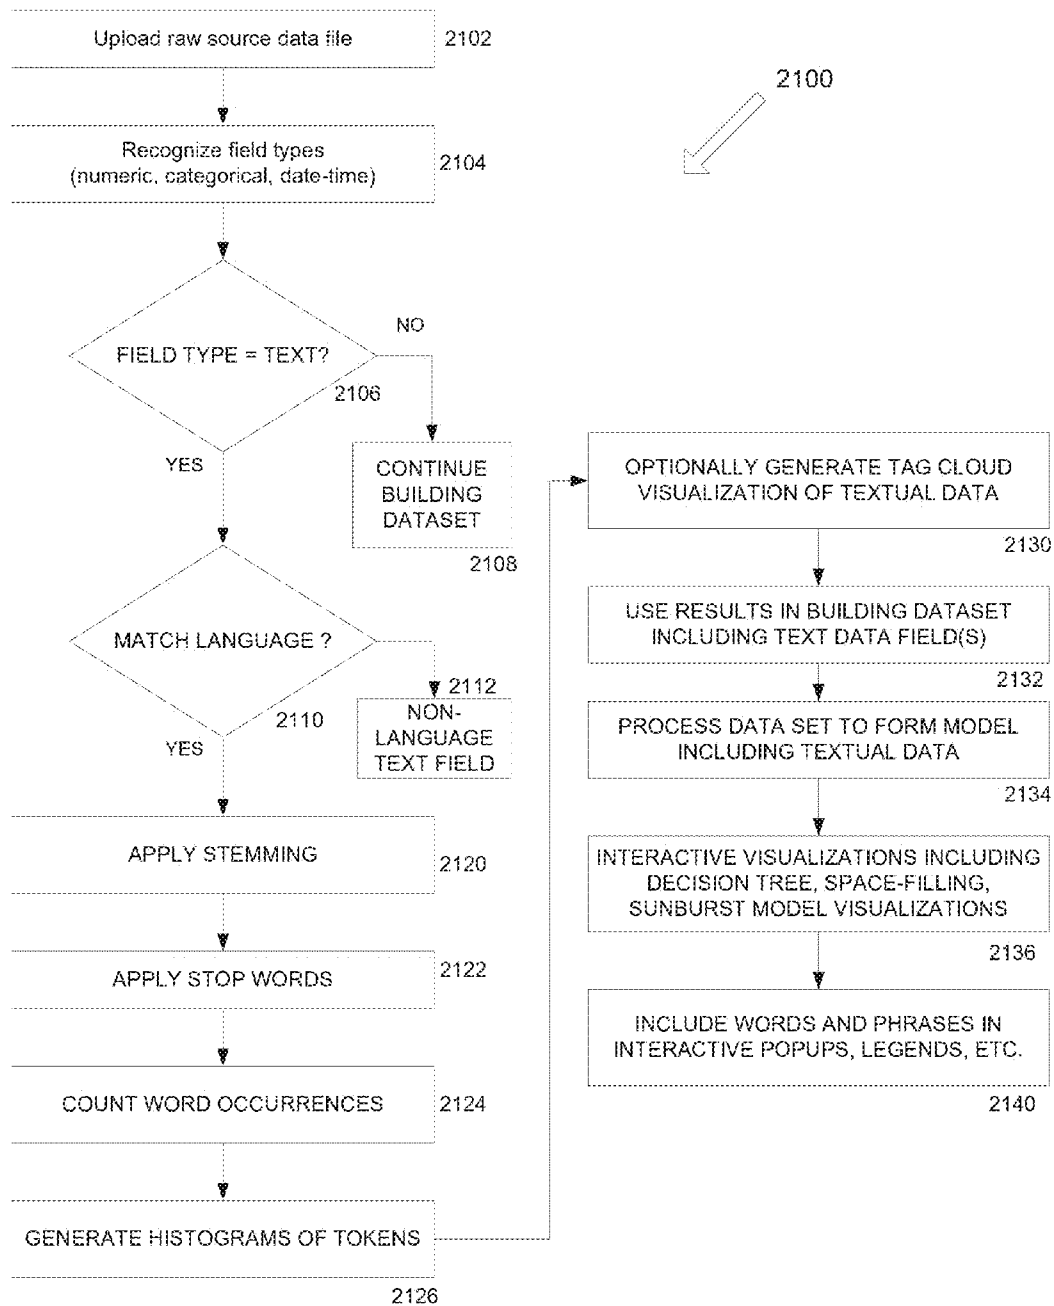 Upload raw source data file
2102
2100
Recognize field types
(numeric, categorical, date-time)
2104
FIELD TYPE = TEXT?
2106
NO
YES
CONTINUE
BUILDING
DATASET
2108
MATCH LANGUAGE ?
2110
2112
NON-
LANGUAGE
TEXT FIELD
YES
APPLY STEMMING
2120
APPLY STOP WORDS
2122
COUNT WORD OCCURRENCES
2124
GENERATE HISTOGRAMS OF TOKENS
2126
OPTIONALLY GENERATE TAG CLOUD
VISUALIZATION OF TEXTUAL DATA
2130
USE RESULTS IN BUILDING DATASET
INCLUDING TEXT DATA FIELD(S)
2132
PROCESS DATA SET TO FORM MODEL
INCLUDING TEXTUAL DATA
2134
INTERACTIVE VISUALIZATIONS INCLUDING
DECISION TREE, SPACE-FILLING,
SUNBURST MODEL VISUALIZATIONS
2136
INCLUDE WORDS AND PHRASES IN
INTERACTIVE POPUPS, LEGENDS, ETC.
2140